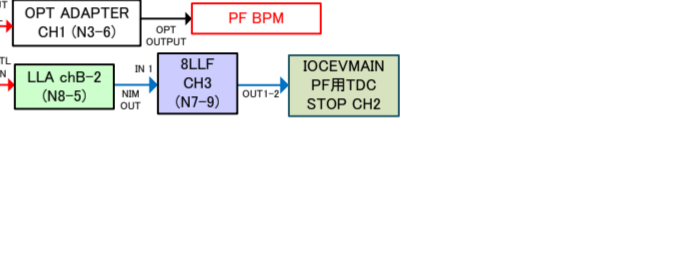 OPT ADAPTER
CH1 (N3-6)
OPT
OUTPUT
PF BPM
LLA chB-2
(N8-5)
NIM
OUT
IN 1
8LLF
CH3
(N7-9)
OUT1-2
IOCEVMAIN
PF用TDC
STOP CH2